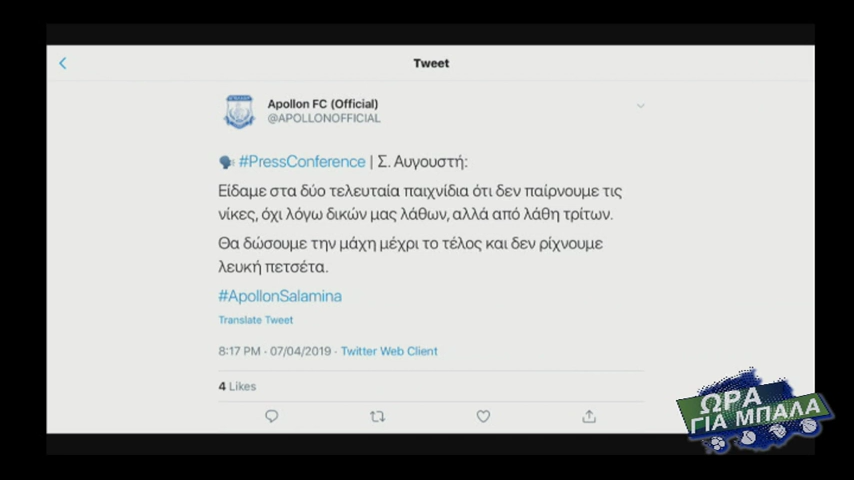 Tweet
Apollon FC (Official)
@APOLLONOFFICIAL
#PressConference | Σ. Αυγουστή:
Είδαμε στα δύο τελευταία παιχνίδια ότι δεν παίρνουμε τις
νίκες, όχι λόγω δικών μας λάθων, αλλά από λάθη τρίτων.
Θα δώσουμε την μάχη μέχρι το τέλος και δεν ρίχνουμε
λευκή πετσέτα.
#ApollonSalamina
Translate Tweet
8:17 PM · 07/04/2019 · Twitter Web Client
4 Likes
ΩΡΑ
ΓΙΑ ΜΠΑΛΑ